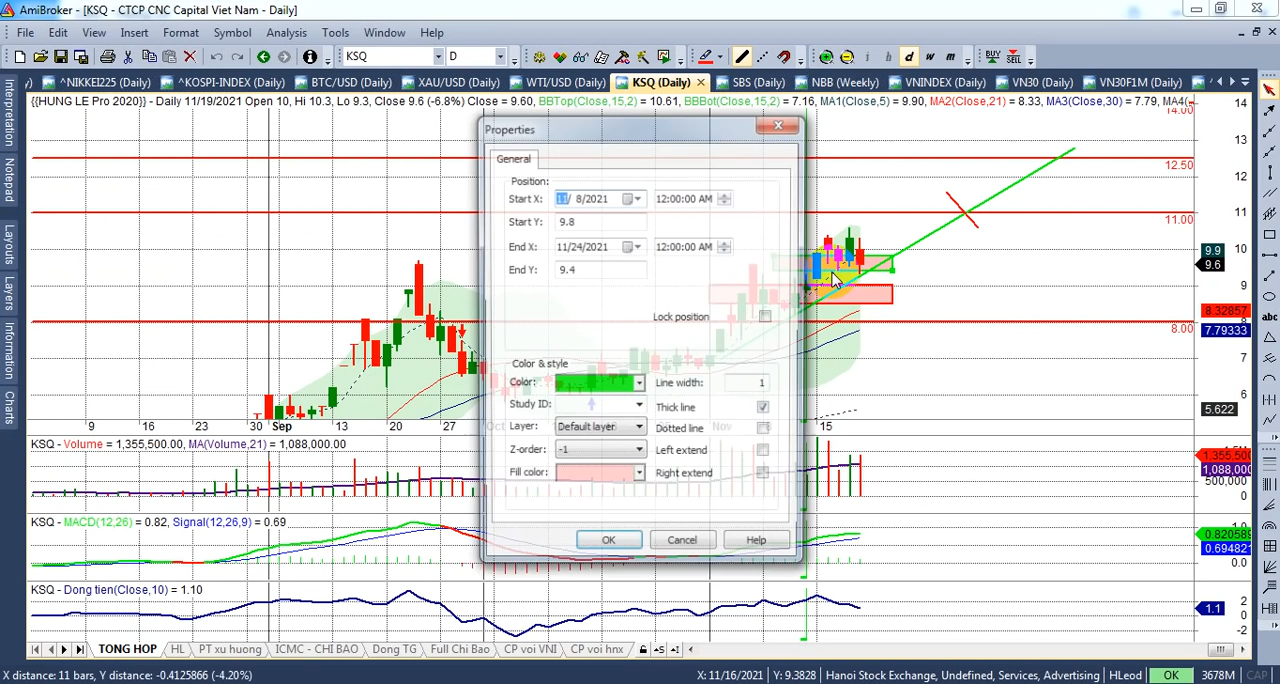 AmiBroker - [KSQ - CTCP CNC Capital Viet Nam - Daily]
File Edit View Insert Format Symbol Analysis Tools Window Help
KSQ D i h d w m BUY SELL
^NIKKEI225 (Daily) ^KOSPI-INDEX (Daily) BTC/USD (Daily) XAU/USD (Daily) WTI/USD (Daily) KSQ (Daily) SBS (Daily) NBB (Weekly) VNINDEX (Daily) VN30 (Daily) VN30F1M (Daily)
{{HUNG LE Pro 2020}} - Daily 11/19/2021 Open 10, Hi 10.3, Lo 9.3, Close 9.6 (-6.8%) Close = 9.60, BBTop(Close,15,2) = 10.61, BBBot(Close,15,2) = 7.16, MA1(Close,5) = 9.90, MA2(Close,21) = 8.33, MA3(Close,30) = 7.79, MA4(-
Interpretation
Notepad
Layouts
Layers
Information
Charts
Properties
General
Position:
Start X: 11/ 8/2021 12:00:00 AM
Start Y: 9.8
End X: 11/24/2021 12:00:00 AM
End Y: 9.4
Lock position
Color & style
Color: Line width: 1
Study ID: Thick line
Layer: Default layer Dotted line
Z-order: -1 Left extend
Fill color: Right extend
OK Cancel Help
14
14.00
13
12.50
12
11
11.00
10
9.9
9.6
9
8.32857
8.00
7.79333
7
6
5.622
abc
9 16 23 30 Sep 13 20 27 Nov 15
KSQ - Volume = 1,355,500.00, MA(Volume,21) = 1,088,000.00
1,355,500
1,088,000
500,000
0
KSQ - MACD(12,26) = 0.82, Signal(12,26,9) = 0.69
0.820589
0.694821
0.0
KSQ - Dong tien(Close,10) = 1.10
2
1.1
0
-2
TONG HOP HL PT xu huong ICMC - CHI BAO Dong TG Full Chi Bao CP voi VNI CP voi hnx
X distance: 11 bars, Y distance: -0.4125866 (-4.20%) X: 11/16/2021 Y: 9.3828 Hanoi Stock Exchange, Undefined, Services, Advertising HLeod OK 3678M CAP